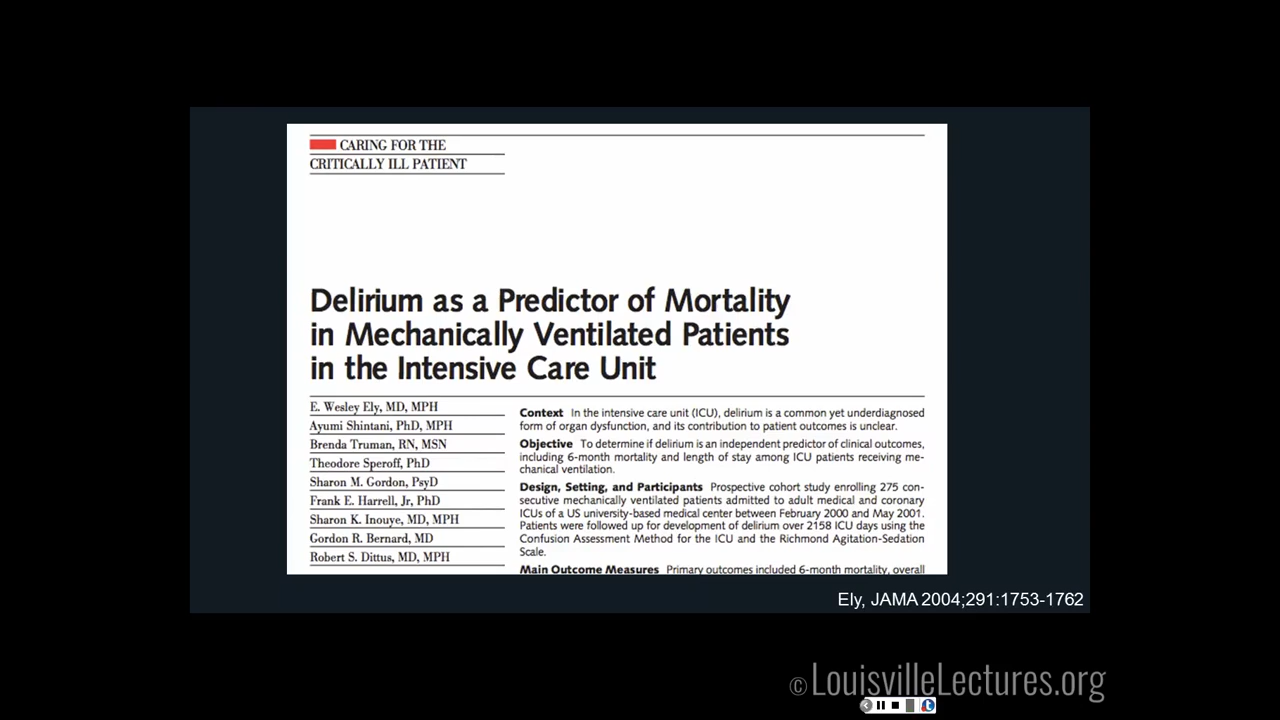 CARING FOR THE
CRITICALLY ILL PATIENT
Delirium as a Predictor of Mortality
in Mechanically Ventilated Patients
in the Intensive Care Unit
E. Wesley Ely, MD, MPH
Ayumi Shintani, PhD, MPH
Brenda Truman, RN, MSN
Theodore Speroff, PhD
Sharon M. Gordon, PsyD
Frank E. Harrell, Jr, PhD
Sharon K. Inouye, MD, MPH
Gordon R. Bernard, MD
Robert S. Dittus, MD, MPH
Context In the intensive care unit (ICU), delirium is a common yet underdiagnosed
form of organ dysfunction, and its contribution to patient outcomes is unclear.
Objective To determine if delirium is an independent predictor of clinical outcomes,
including 6-month mortality and length of stay among ICU patients receiving me-
chanical ventilation.
Design, Setting, and Participants Prospective cohort study enrolling 275 con-
secutive mechanically ventilated patients admitted to adult medical and coronary
ICUs of a US university-based medical center between February 2000 and May 2001.
Patients were followed up for development of delirium over 2158 ICU days using the
Confusion Assessment Method for the ICU and the Richmond Agitation-Sedation
Scale.
Main Outcome Measures Primary outcomes included 6-month mortality, overall
Ely, JAMA 2004;291:1753-1762
© LouisvilleLectures.org